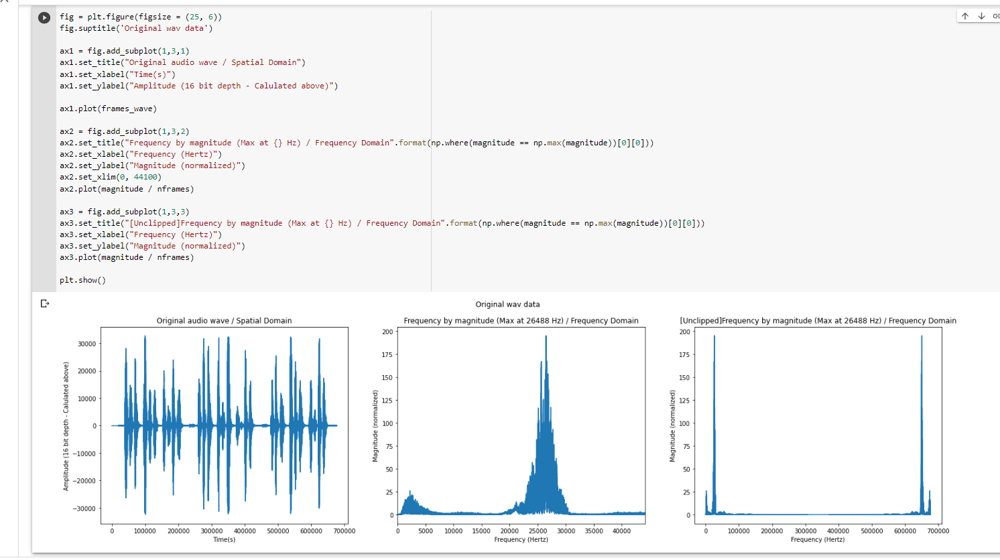 fig = plt.figure(figsize = (25, 6))
fig.suptitle('Original wav data')
ax1 = fig.add_subplot(1,3,1)
ax1.set_title("Original audio wave / Spatial Domain")
ax1.set_xlabel("Time(s)")
ax1.set_ylabel("Amplitude (16 bit depth - Calulated above)")
ax1.plot(frames_wave)
ax2 = fig.add_subplot(1,3,2)
ax2.set_title("Frequency by magnitude (Max at {} Hz) / Frequency Domain".format(np.where(magnitude == np.max(magnitude))[0][0]))
ax2.set_xlabel("Frequency (Hertz)")
ax2.set_ylabel("Magnitude (normalized)")
ax2.set_xlim(0, 44100)
ax2.plot(magnitude / nframes)
ax3 = fig.add_subplot(1,3,3)
ax3.set_title("[Unclipped]Frequency by magnitude (Max at {} Hz) / Frequency Domain".format(np.where(magnitude == np.max(magnitude))[0][0]))
ax3.set_xlabel("Frequency (Hertz)")
ax3.set_ylabel("Magnitude (normalized)")
ax3.plot(magnitude / nframes)
plt.show()
Original wav data
Original audio wave / Spatial Domain
Amplitude (16 bit depth - Calulated above)
30000
20000
10000
0
−10000
−20000
−30000
0 100000 200000 300000 400000 500000 600000 700000
Time(s)
Frequency by magnitude (Max at 26488 Hz) / Frequency Domain
Magnitude (normalized)
200
175
150
125
100
75
50
25
0
0 5000 10000 15000 20000 25000 30000 35000 40000
Frequency (Hertz)
[Unclipped]Frequency by magnitude (Max at 26488 Hz) / Frequency Domain
Magnitude (normalized)
200
175
150
125
100
75
50
25
0
0 100000 200000 300000 400000 500000 600000 700000
Frequency (Hertz)